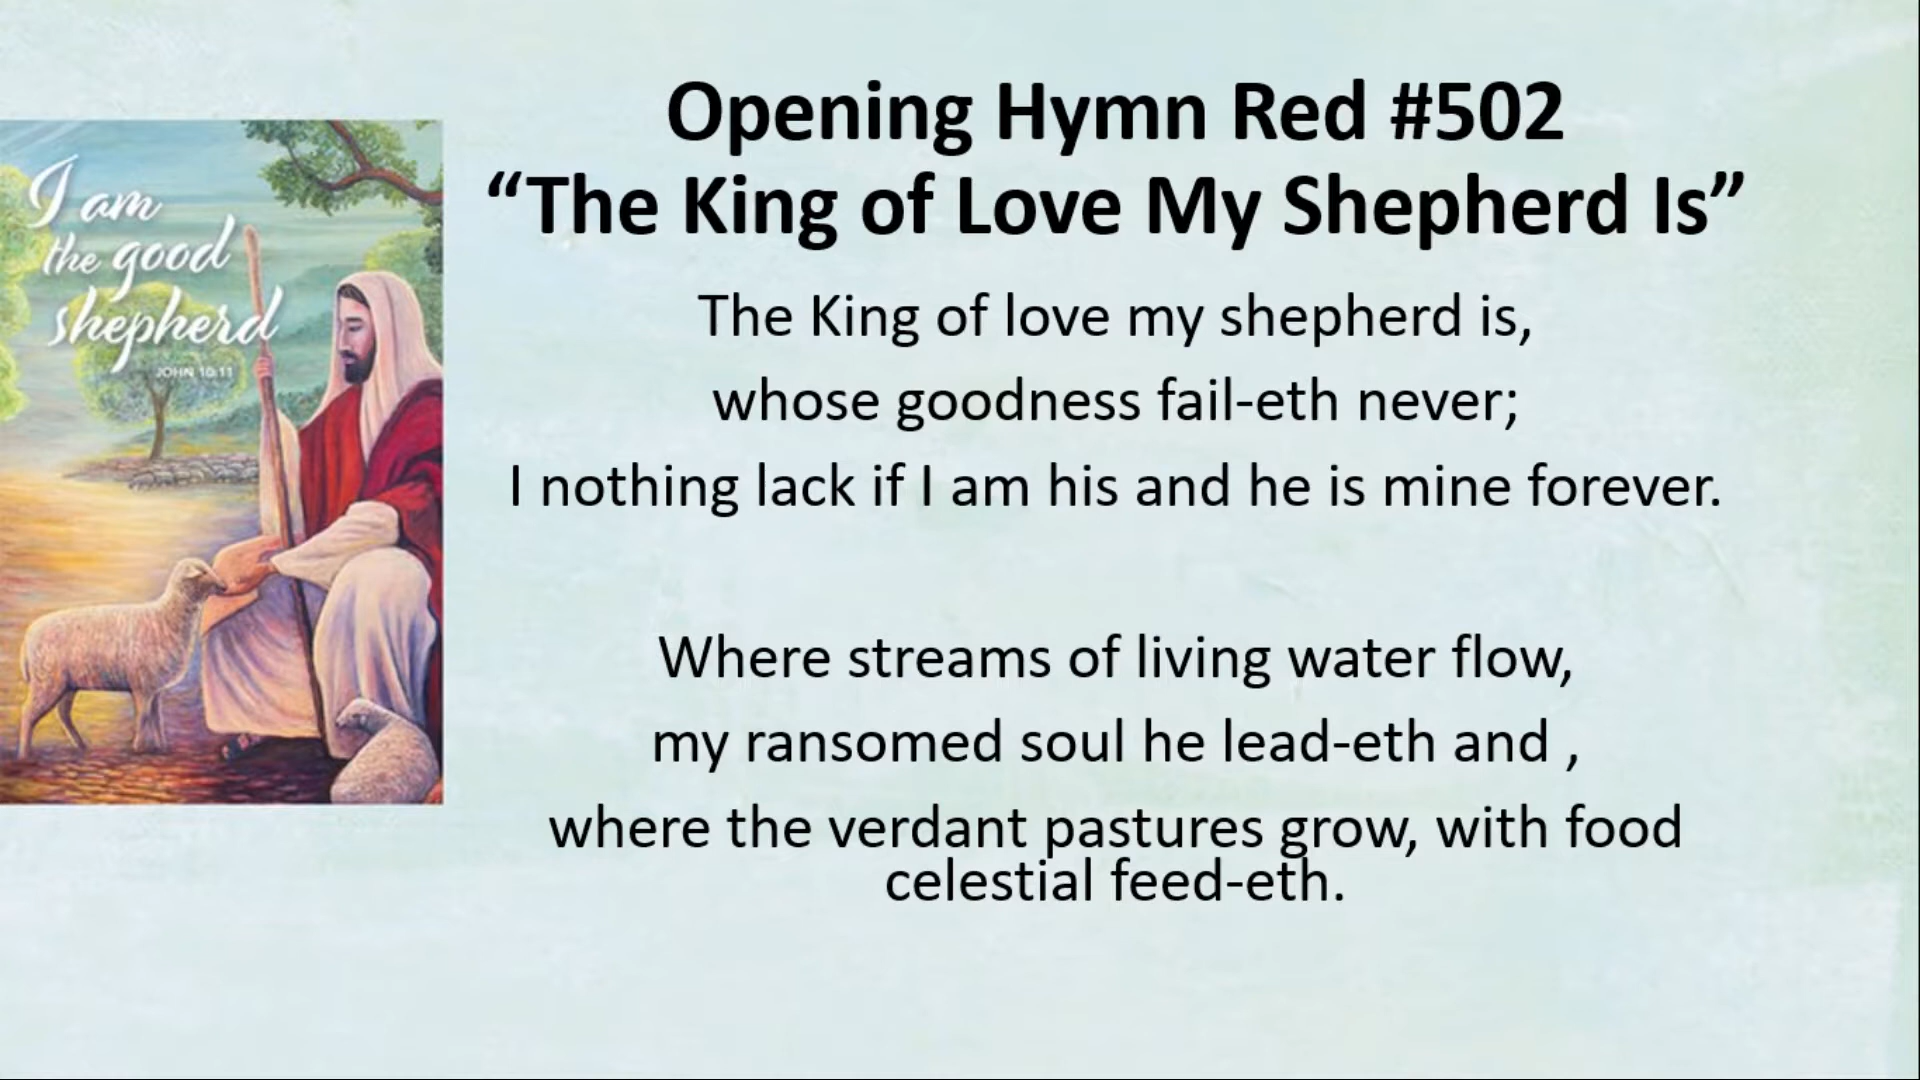 Opening Hymn Red #502
“The King of Love My Shepherd Is”
I am
the good
shepherd
JOHN 10:11
The King of love my shepherd is,
whose goodness fail-eth never;
I nothing lack if I am his and he is mine forever.
Where streams of living water flow,
my ransomed soul he lead-eth and ,
where the verdant pastures grow, with food
celestial feed-eth.